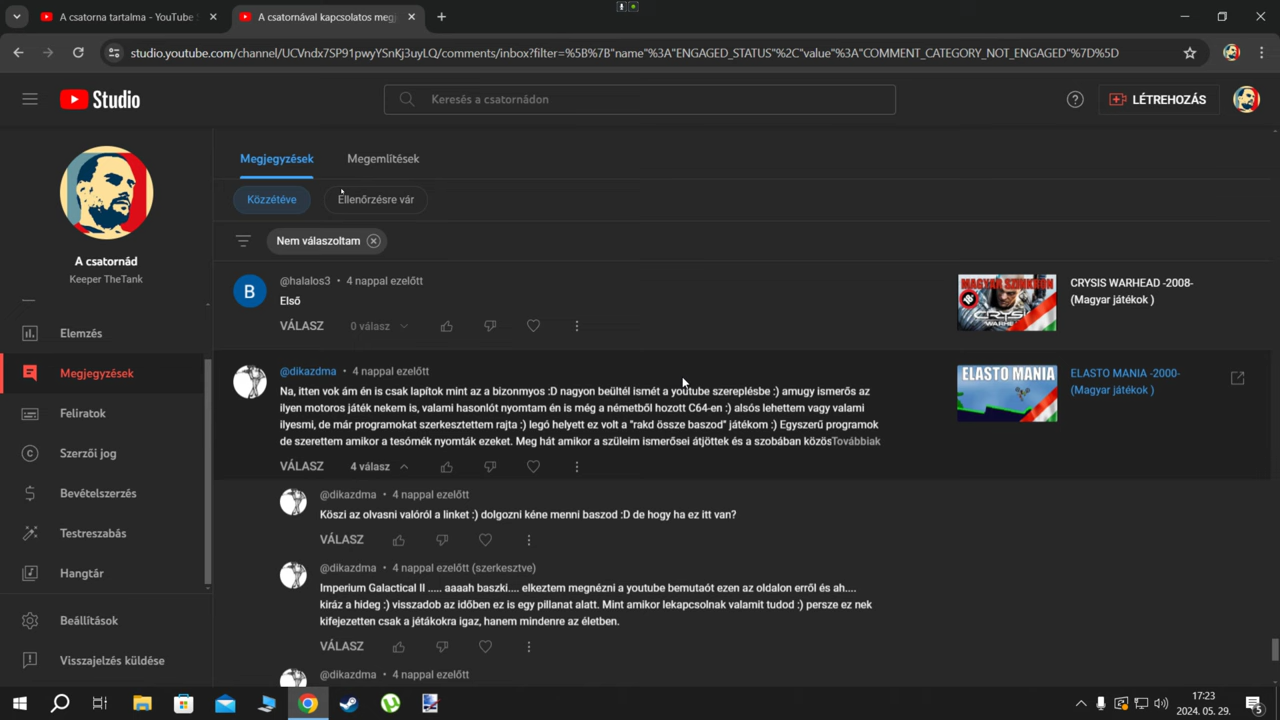 A csatorna tartalma - YouTube S
A csatornával kapcsolatos megj
studio.youtube.com/channel/UCVndx7SP91pwyYSnKj3uyLQ/comments/inbox?filter=%5B%7B"name"%3A"ENGAGED_STATUS"%2C"value"%3A"COMMENT_CATEGORY_NOT_ENGAGED"%7D%5D
Studio
Keresés a csatornádon
LÉTREHOZÁS
Megjegyzések
Megemlítések
Közzétéve
Ellenőrzésre vár
Nem válaszoltam
A csatornád
Keeper TheTank
Elemzés
Megjegyzések
Feliratok
Szerzői jog
Bevételszerzés
Testreszabás
Hangtár
Beállítások
Visszajelzés küldése
B
@halalos3 • 4 nappal ezelőtt
Első
VÁLASZ 0 válasz
MAGYAR SZINKRON
CRYSIS
CRYSIS WARHEAD -2008-
(Magyar játékok )
@dikazdma • 4 nappal ezelőtt
Na, itten vok ám én is csak lapítok mint az a bizonmyos :D nagyon beültél ismét a youtube szereplésbe :) amugy ismerős az
ilyen motoros játék nekem is, valami hasonlót nyomtam én is még a németből hozott C64-en :) alsós lehettem vagy valami
ilyesmi, de már programokat szerkesztettem rajta :) legó helyett ez volt a "rakd össze baszod" játékom :) Egyszerű programok
de szerettem amikor a tesómék nyomták ezeket. Meg hát amikor a szüleim ismerősei átjöttek és a szobában közösTovábbiak
VÁLASZ 4 válasz
ELASTO MANIA
ELASTO MANIA -2000-
(Magyar játékok )
@dikazdma • 4 nappal ezelőtt
Köszi az olvasni valóról a linket :) dolgozni kéne menni baszod :D de hogy ha ez itt van?
VÁLASZ
@dikazdma • 4 nappal ezelőtt (szerkesztve)
Imperium Galactical II ..... aaaah baszki.... elkeztem megnézni a youtube bemutaót ezen az oldalon erről és ah....
kiráz a hideg :) visszadob az időben ez is egy pillanat alatt. Mint amikor lekapcsolnak valamit tudod :) persze ez nek
kifejezetten csak a jétákokra igaz, hanem mindenre az életben.
VÁLASZ
@dikazdma • 4 nappal ezelőtt
17:23
2024. 05. 29.
5